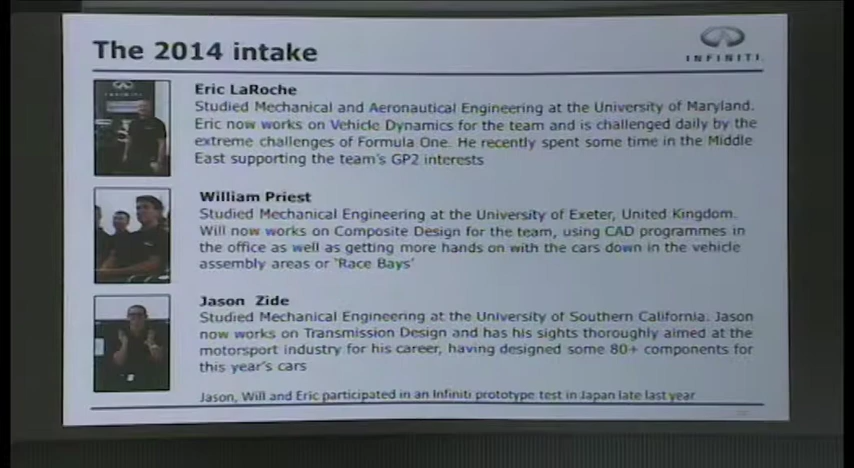 The 2014 intake
INFINITI
Eric LaRoche
Studied Mechanical and Aeronautical Engineering at the University of Maryland.
Eric now works on Vehicle Dynamics for the team and is challenged daily by the
extreme challenges of Formula One. He recently spent some time in the Middle
East supporting the team's GP2 interests
William Priest
Studied Mechanical Engineering at the University of Exeter, United Kingdom.
Will now works on Composite Design for the team, using CAD programmes in
the office as well as getting more hands on with the cars down in the vehicle
assembly areas or 'Race Bays'
Jason Zide
Studied Mechanical Engineering at the University of Southern California. Jason
now works on Transmission Design and has his sights thoroughly aimed at the
motorsport industry for his career, having designed some 80+ components for
this year's cars
Jason, Will and Eric participated in an Infiniti prototype test in Japan late last year